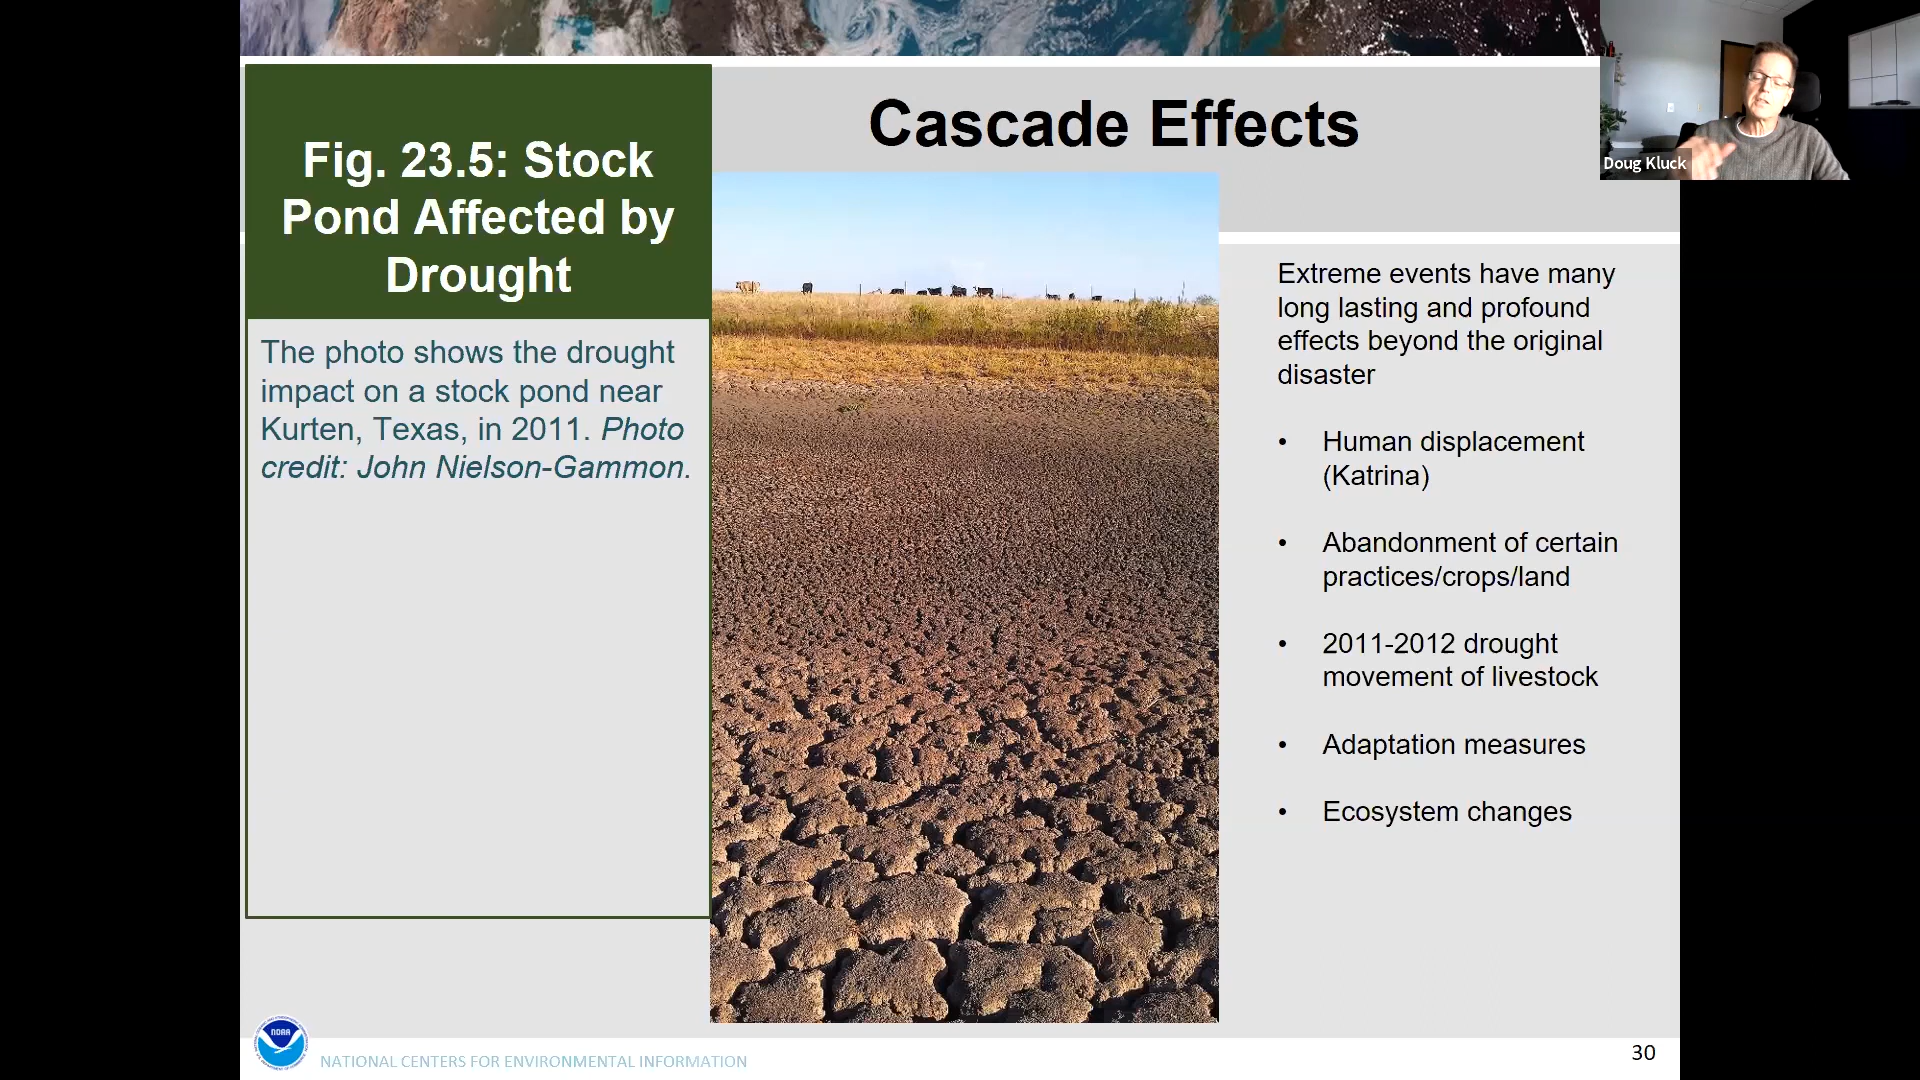 Cascade Effects
Fig. 23.5: Stock
Pond Affected by
Drought
The photo shows the drought
impact on a stock pond near
Kurten, Texas, in 2011. Photo
credit: John Nielson-Gammon.
Extreme events have many
long lasting and profound
effects beyond the original
disaster
• Human displacement
(Katrina)
• Abandonment of certain
practices/crops/land
• 2011-2012 drought
movement of livestock
• Adaptation measures
• Ecosystem changes
Doug Kluck
NOAA
NATIONAL CENTERS FOR ENVIRONMENTAL INFORMATION
30